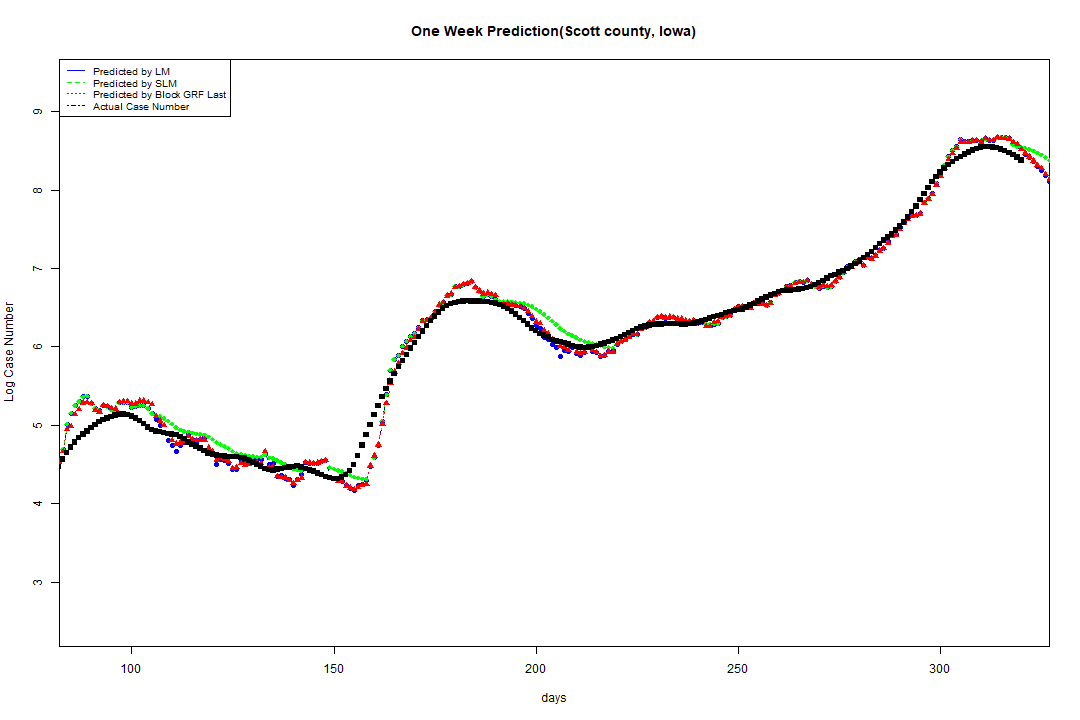 One Week Prediction(Scott county, Iowa)
Predicted by LM
Predicted by SLM
Predicted by Block GRF Last
Actual Case Number
9
8
7
6
5
4
3
Log Case Number
100 150 200 250 300
days